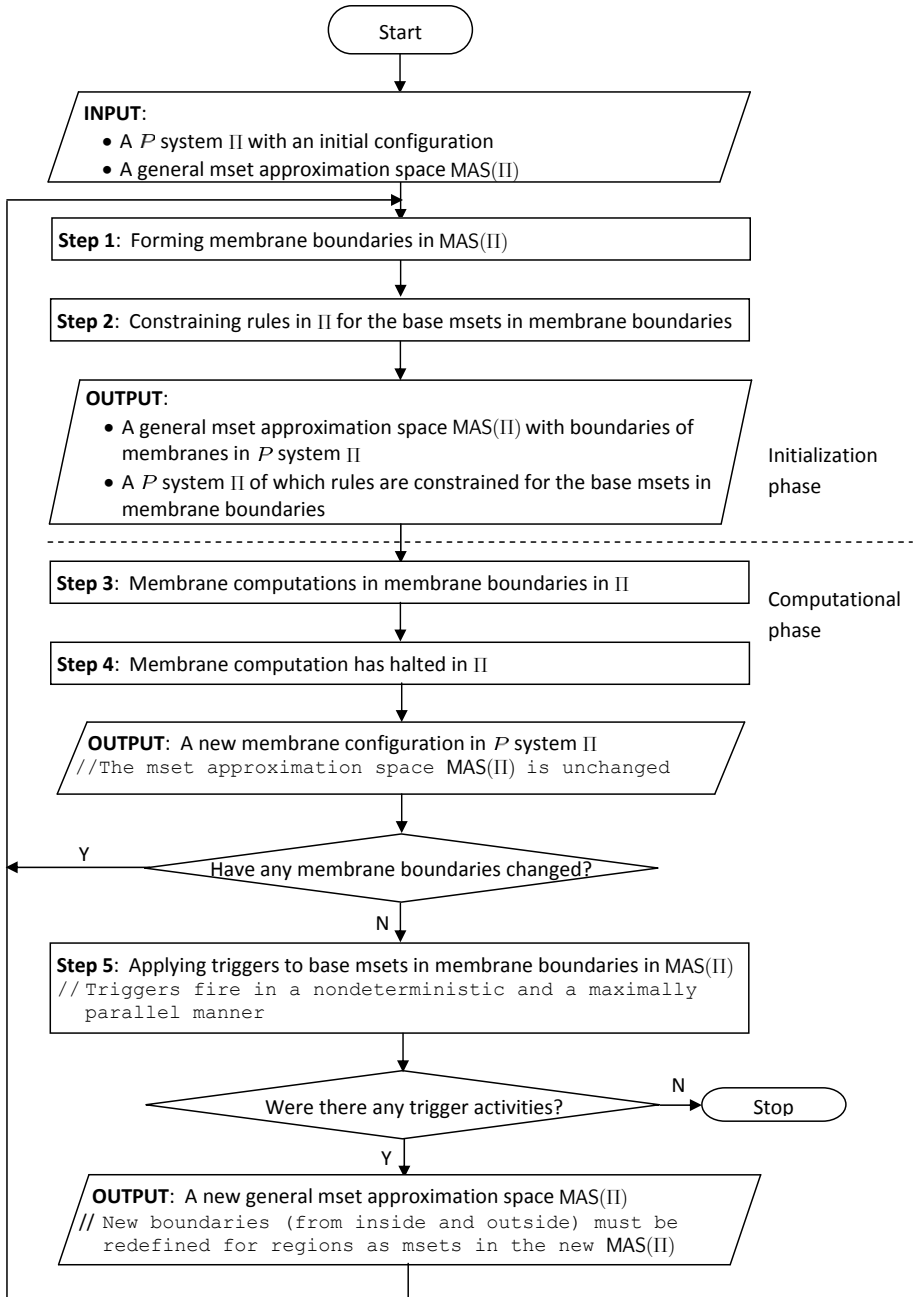 Start
INPUT:
• A P system Π with an initial configuration
• A general mset approximation space MAS(Π)
Step 1: Forming membrane boundaries in MAS(Π)
Step 2: Constraining rules in Π for the base msets in membrane boundaries
OUTPUT:
• A general mset approximation space MAS(Π) with boundaries of
membranes in P system Π
• A P system Π of which rules are constrained for the base msets in
membrane boundaries
Initialization
phase
Step 3: Membrane computations in membrane boundaries in Π
Computational
phase
Step 4: Membrane computation has halted in Π
OUTPUT: A new membrane configuration in P system Π
//The mset approximation space MAS(Π) is unchanged
Y
Have any membrane boundaries changed?
N
Step 5: Applying triggers to base msets in membrane boundaries in MAS(Π)
// Triggers fire in a nondeterministic and a maximally
parallel manner
N
Were there any trigger activities?
Stop
Y
OUTPUT: A new general mset approximation space MAS(Π)
// New boundaries (from inside and outside) must be
redefined for regions as msets in the new MAS(Π)